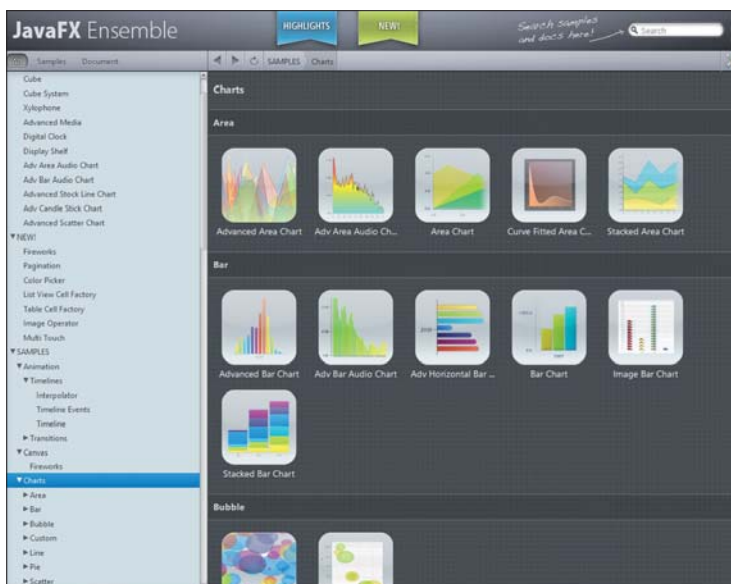 JavaFX Ensemble
HIGHLIGHTS
NEW!
Search samples
and docs here!
Search
Samples
Document
SAMPLES
Charts
Cube
Cube System
Xylophone
Advanced Media
Digital Clock
Display Shelf
Adv Area Audio Chart
Adv Bar Audio Chart
Advanced Stock Line Chart
Adv Candle Stick Chart
Advanced Scatter Chart
NEW!
Fireworks
Pagination
Color Picker
List View Cell Factory
Table Cell Factory
Image Operator
Multi Touch
SAMPLES
Animation
Timelines
Interpolator
Timeline Events
Timeline
Transitions
Canvas
Fireworks
Charts
Area
Bar
Bubble
Custom
Line
Pie
Scatter
Charts
Area
Advanced Area Chart
Adv Area Audio Ch...
Area Chart
Curve Fitted Area C...
Stacked Area Chart
Bar
Advanced Bar Chart
Adv Bar Audio Chart
Adv Horizontal Bar ...
Bar Chart
Image Bar Chart
Stacked Bar Chart
Bubble